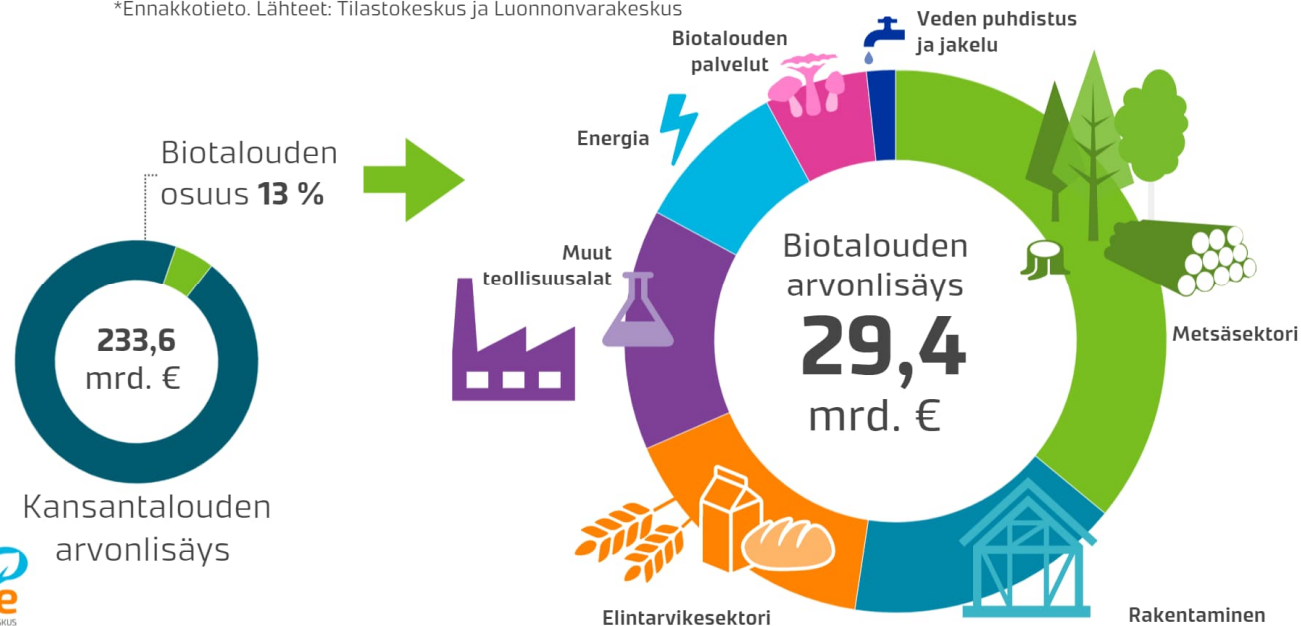 *Ennakkotieto. Lähteet: Tilastokeskus ja Luonnonvarakeskus
Biotalouden
osuus 13 %
233,6
mrd. €
Kansantalouden
arvonlisäys
Veden puhdistus
ja jakelu
Biotalouden
palvelut
Energia
Muut
teollisuusalat
Biotalouden
arvonlisäys
29,4
mrd. €
Metsäsektori
Elintarvikesektori
Rakentaminen